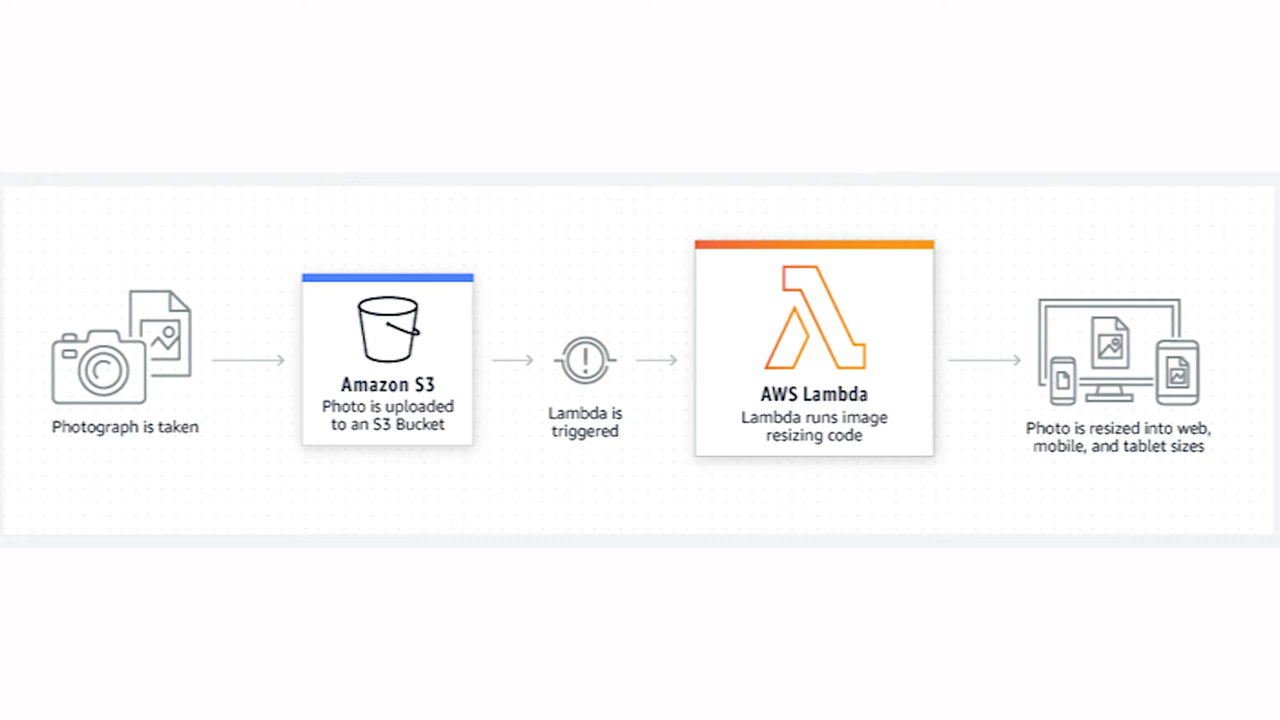 Photograph is taken
Amazon S3
Photo is uploaded
to an S3 Bucket
Lambda is
triggered
AWS Lambda
Lambda runs image
resizing code
Photo is resized into web,
mobile, and tablet sizes